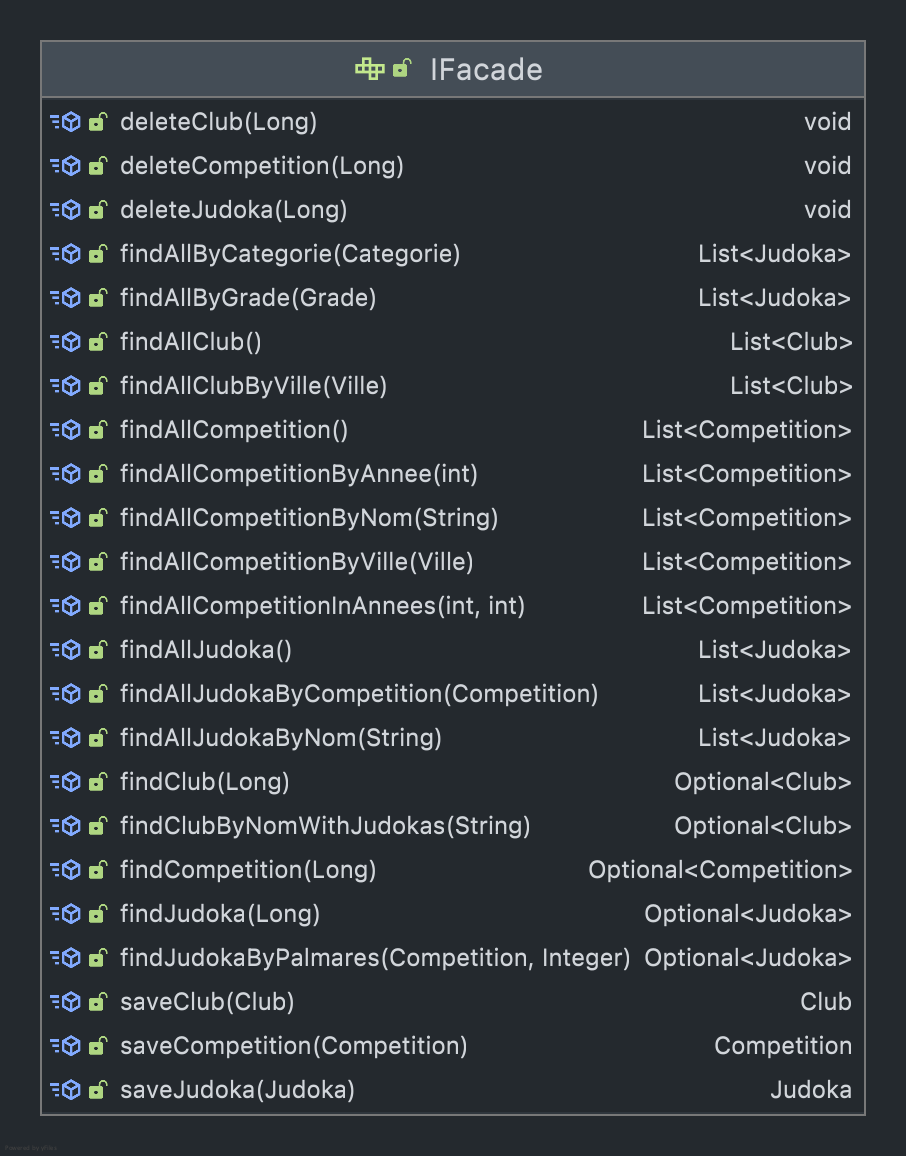 IFacade
deleteClub(Long) void
deleteCompetition(Long) void
deleteJudoka(Long) void
findAllByCategorie(Categorie) List<Judoka>
findAllByGrade(Grade) List<Judoka>
findAllClub() List<Club>
findAllClubByVille(Ville) List<Club>
findAllCompetition() List<Competition>
findAllCompetitionByAnnee(int) List<Competition>
findAllCompetitionByNom(String) List<Competition>
findAllCompetitionByVille(Ville) List<Competition>
findAllCompetitionInAnnees(int, int) List<Competition>
findAllJudoka() List<Judoka>
findAllJudokaByCompetition(Competition) List<Judoka>
findAllJudokaByNom(String) List<Judoka>
findClub(Long) Optional<Club>
findClubByNomWithJudokas(String) Optional<Club>
findCompetition(Long) Optional<Competition>
findJudoka(Long) Optional<Judoka>
findJudokaByPalmares(Competition, Integer) Optional<Judoka>
saveClub(Club) Club
saveCompetition(Competition) Competition
saveJudoka(Judoka) Judoka